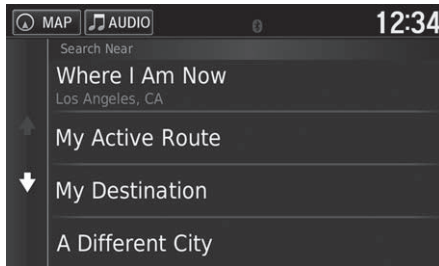 MAP AUDIO 12:34
Search Near
Where I Am Now
Los Angeles, CA
My Active Route
My Destination
A Different City